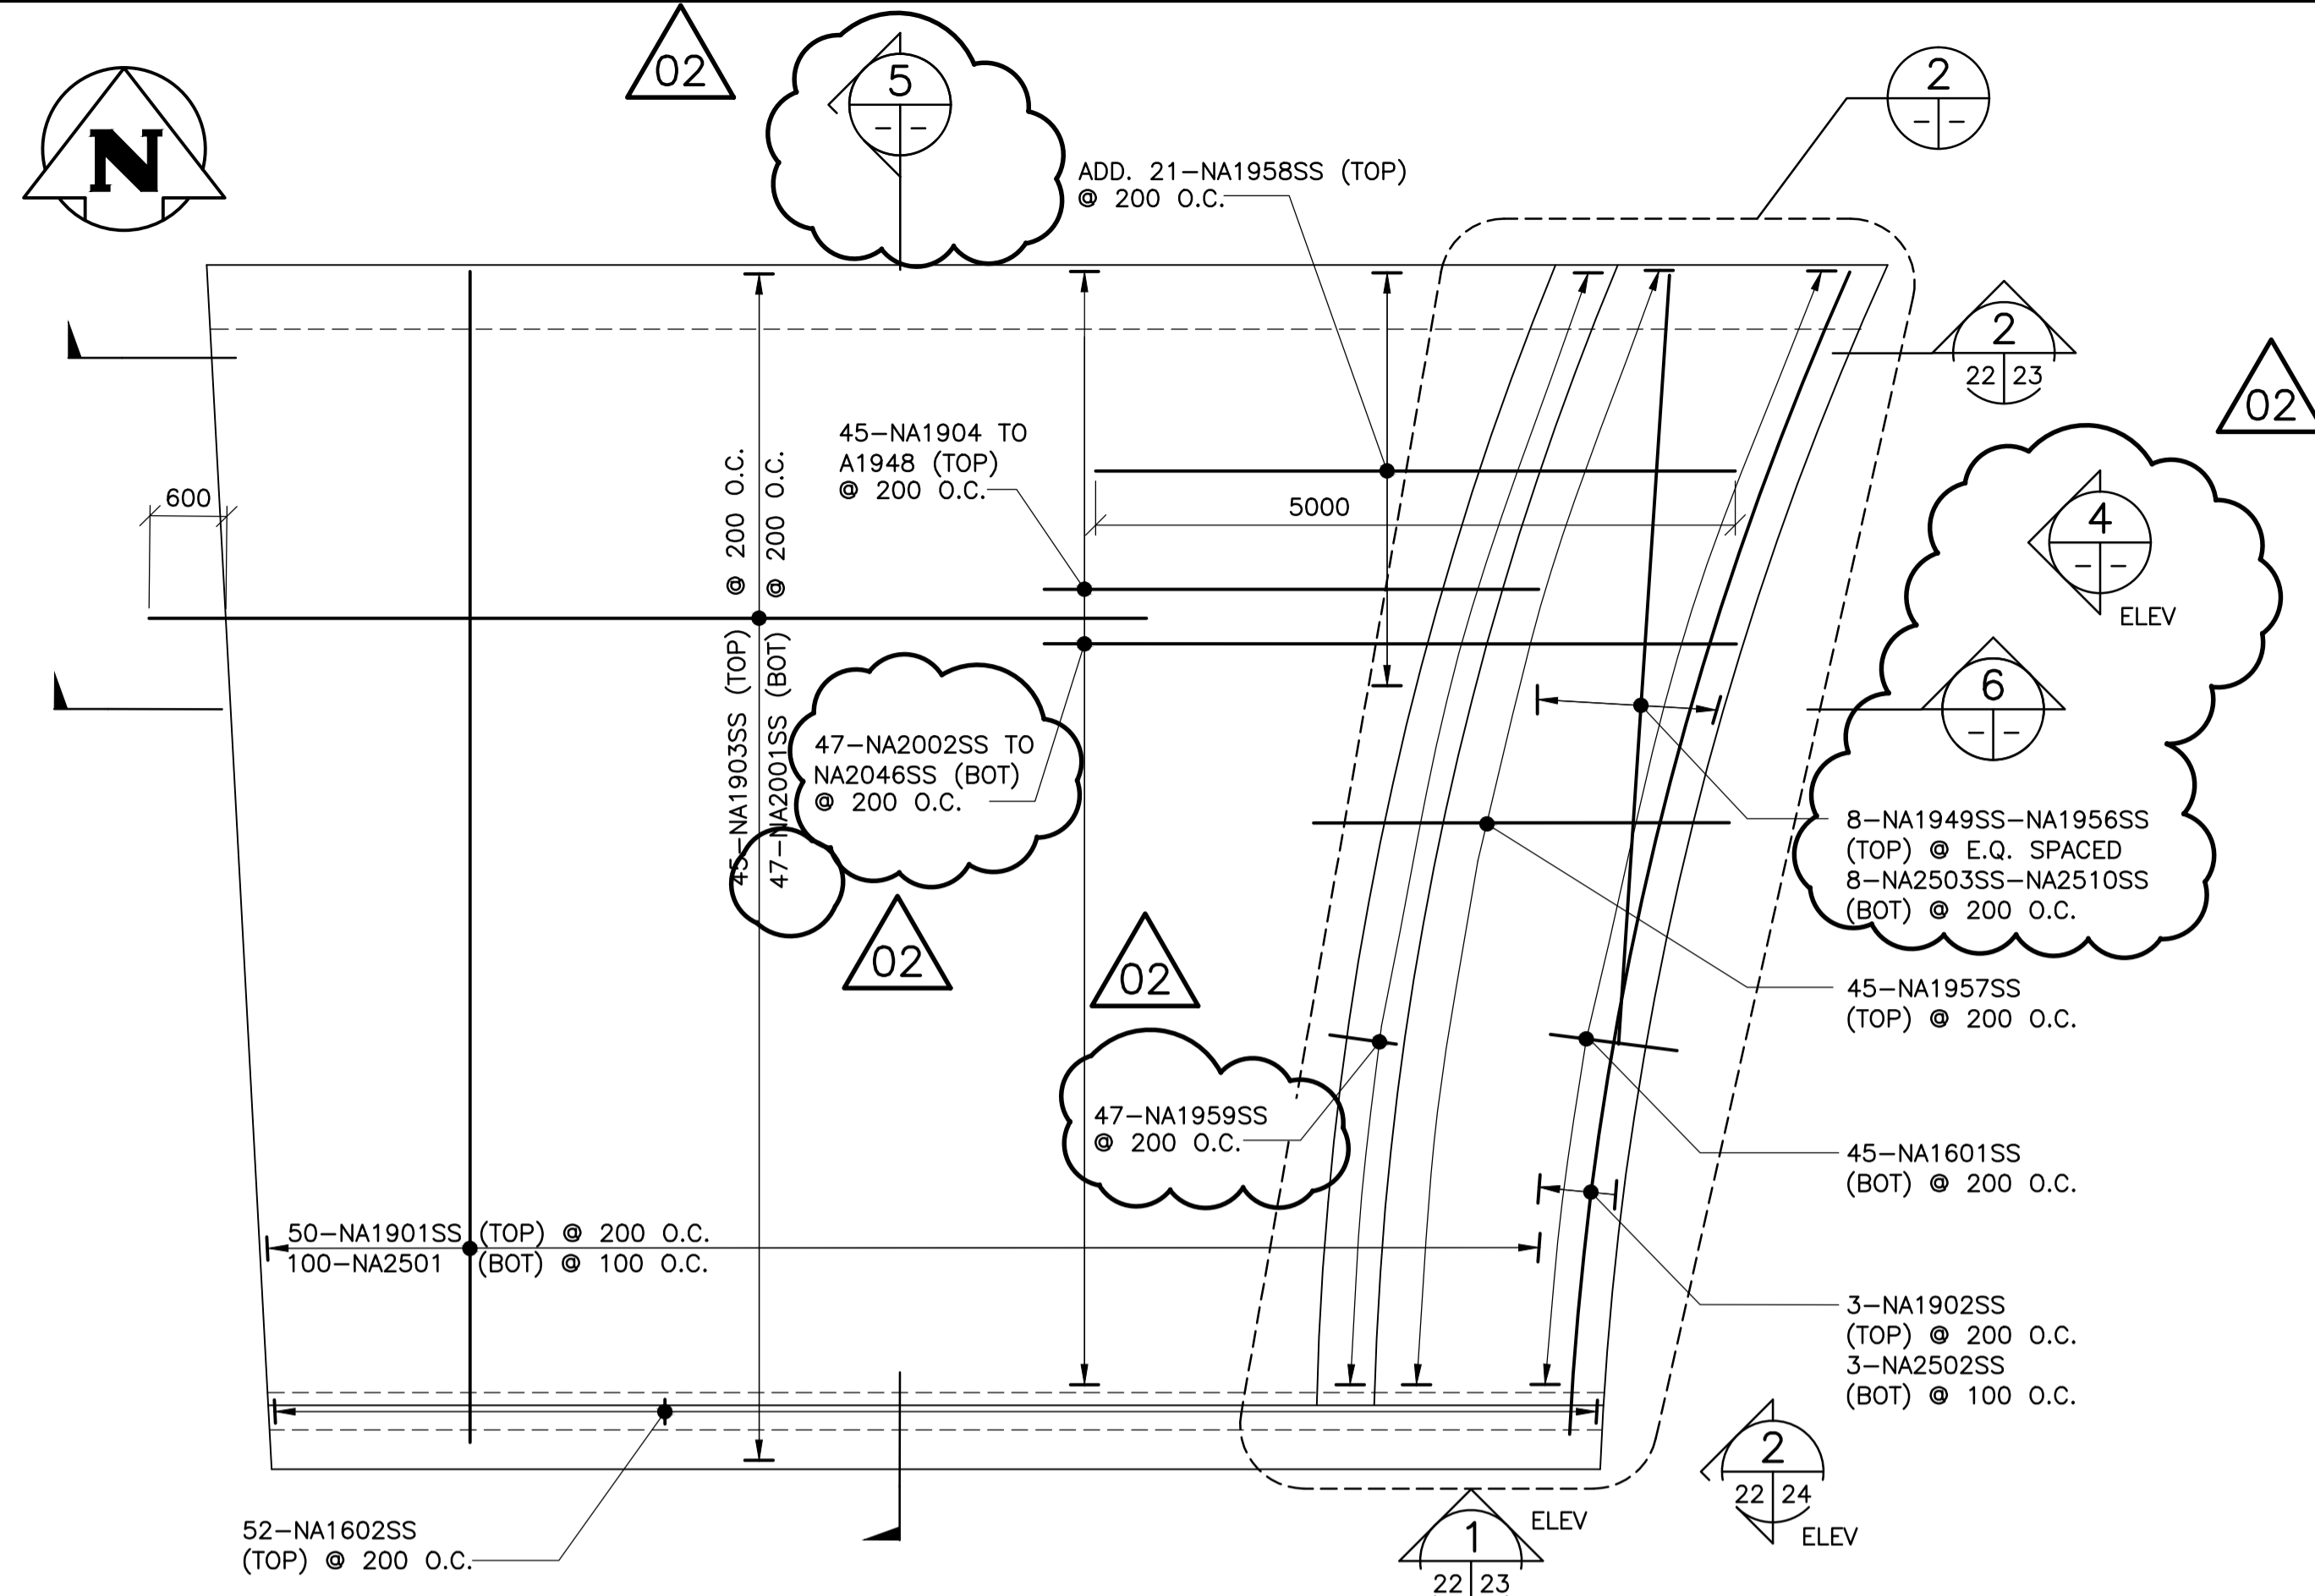 02
5
- -
2
- -
N
ADD. 21-NA1958SS (TOP)
@ 200 O.C.
2
22 23
02
45-NA1904 TO
A1948 (TOP)
@ 200 O.C.
600
5000
4
- -
ELEV
45-NA1903SS (TOP) @ 200 O.C.
47-NA2001SS (BOT) @ 200 O.C.
6
- -
47-NA2002SS TO
NA2046SS (BOT)
@ 200 O.C.
8-NA1949SS-NA1956SS
(TOP) @ E.Q. SPACED
8-NA2503SS-NA2510SS
(BOT) @ 200 O.C.
02
02
45-NA1957SS
(TOP) @ 200 O.C.
47-NA1959SS
@ 200 O.C.
45-NA1601SS
(BOT) @ 200 O.C.
50-NA1901SS (TOP) @ 200 O.C.
100-NA2501 (BOT) @ 100 O.C.
3-NA1902SS
(TOP) @ 200 O.C.
3-NA2502SS
(BOT) @ 100 O.C.
2
22 24
ELEV
52-NA1602SS
(TOP) @ 200 O.C.
1
ELEV
22 23